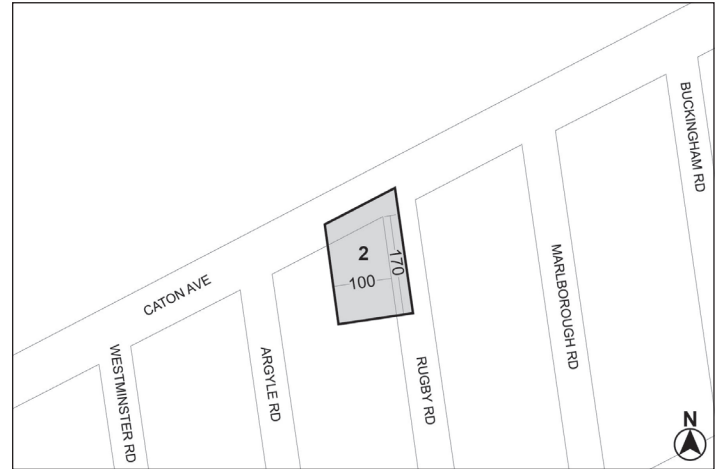 BUCKINGHAM RD
2
170
100
MARLBOROUGH RD
CATON AVE
WESTMINSTER RD
ARGYLE RD
RUGBY RD
N